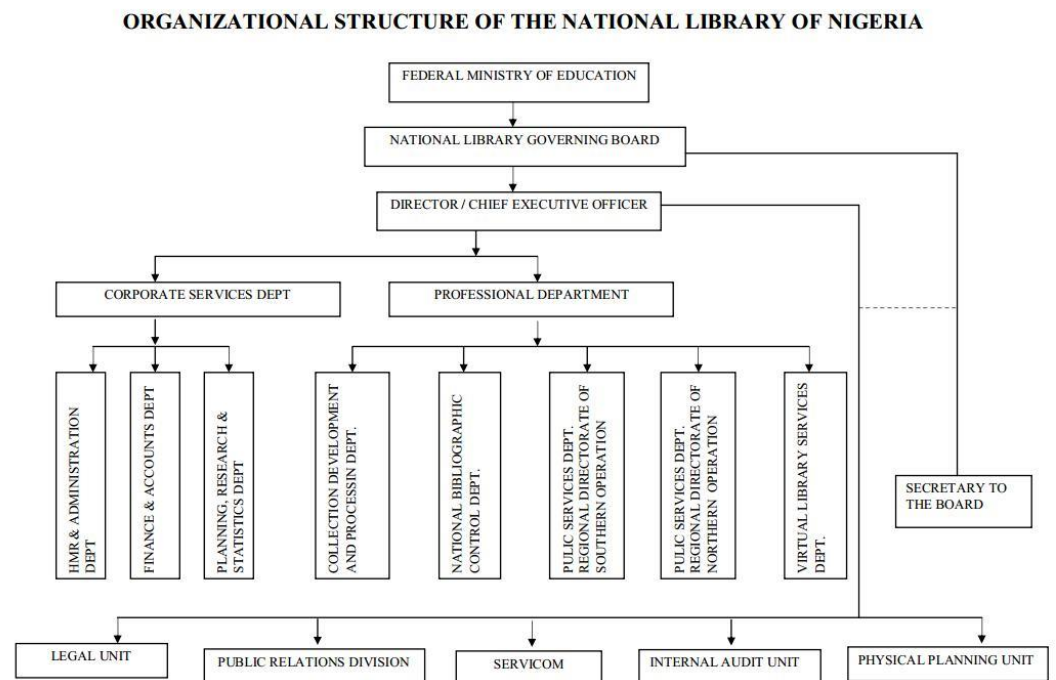 ORGANIZATIONAL STRUCTURE OF THE NATIONAL LIBRARY OF NIGERIA
FEDERAL MINISTRY OF EDUCATION
NATIONAL LIBRARY GOVERNING BOARD
DIRECTOR / CHIEF EXECUTIVE OFFICER
CORPORATE SERVICES DEPT
PROFESSIONAL DEPARTMENT
HMR & ADMINISTRATION
DEPT
FINANCE & ACCOUNTS DEPT
PLANNING, RESEARCH &
STATISTICS DEPT
COLLECTION DEVELOPMENT
AND PROCESSIN DEPT.
NATIONAL BIBLIOGRAPHIC
CONTROL DEPT.
PULIC SERVICES DEPT.
REGIONAL DIRECTORATE OF
SOUTHERN OPERATION
PULIC SERVICES DEPT.
REGIONAL DIRECTORATE OF
NORTHERN OPERATION
VIRTUAL LIBRARY SERVICES
DEPT.
SECRETARY TO
THE BOARD
LEGAL UNIT
PUBLIC RELATIONS DIVISION
SERVICOM
INTERNAL AUDIT UNIT
PHYSICAL PLANNING UNIT